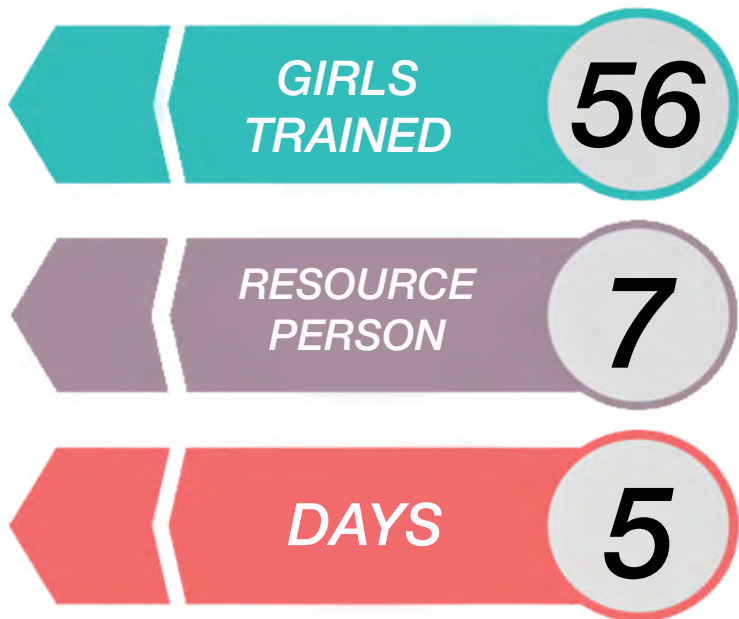 GIRLS
TRAINED
56
RESOURCE
PERSON
7
DAYS
5